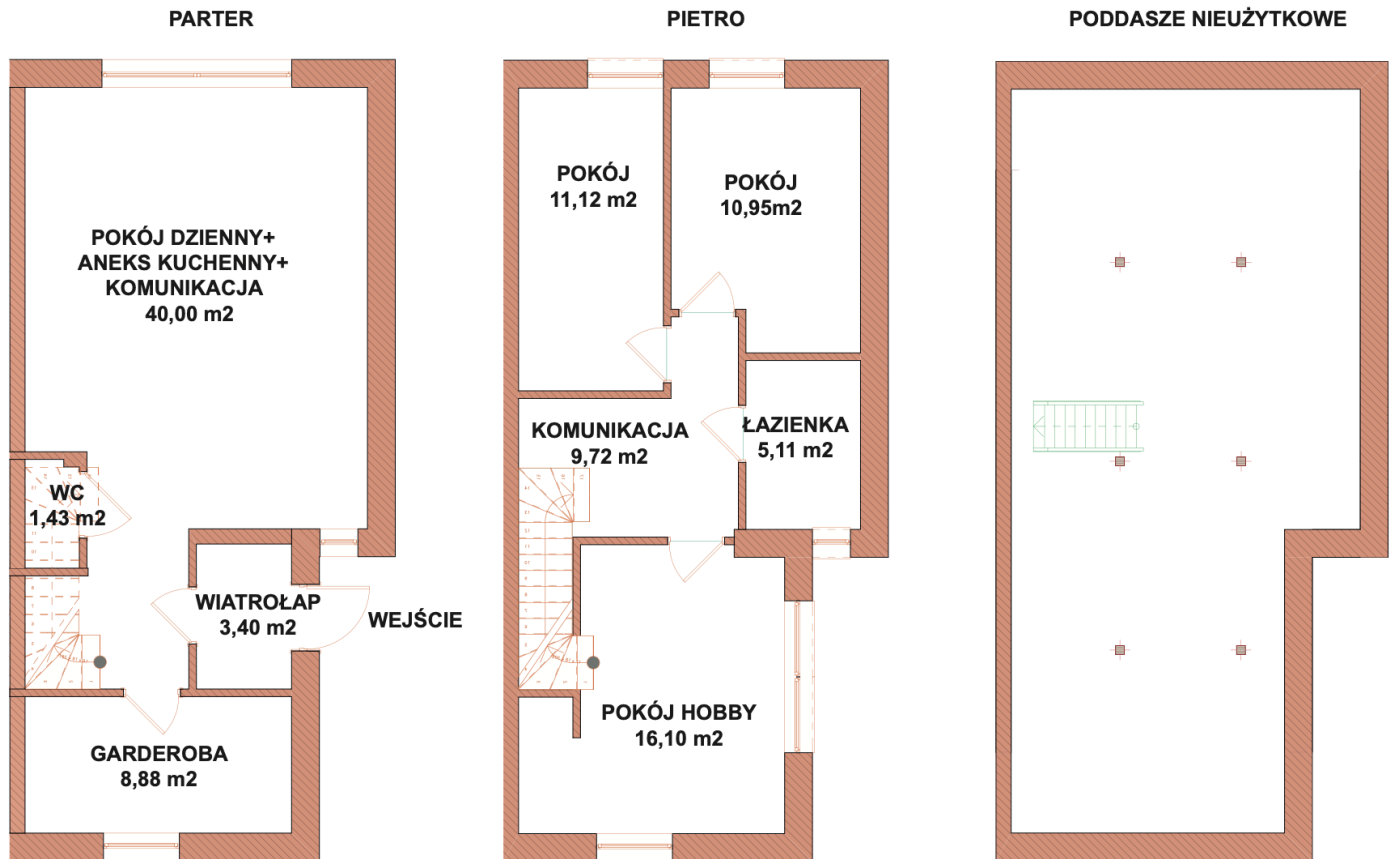 PARTER
POKÓJ DZIENNY+
ANEKS KUCHENNY+
KOMUNIKACJA
40,00 m2
WC
1,43 m2
WIATROŁAP
3,40 m2
WEJŚCIE
GARDEROBA
8,88 m2
PIETRO
POKÓJ
11,12 m2
POKÓJ
10,95m2
KOMUNIKACJA
9,72 m2
ŁAZIENKA
5,11 m2
POKÓJ HOBBY
16,10 m2
PODDASZE NIEUŻYTKOWE